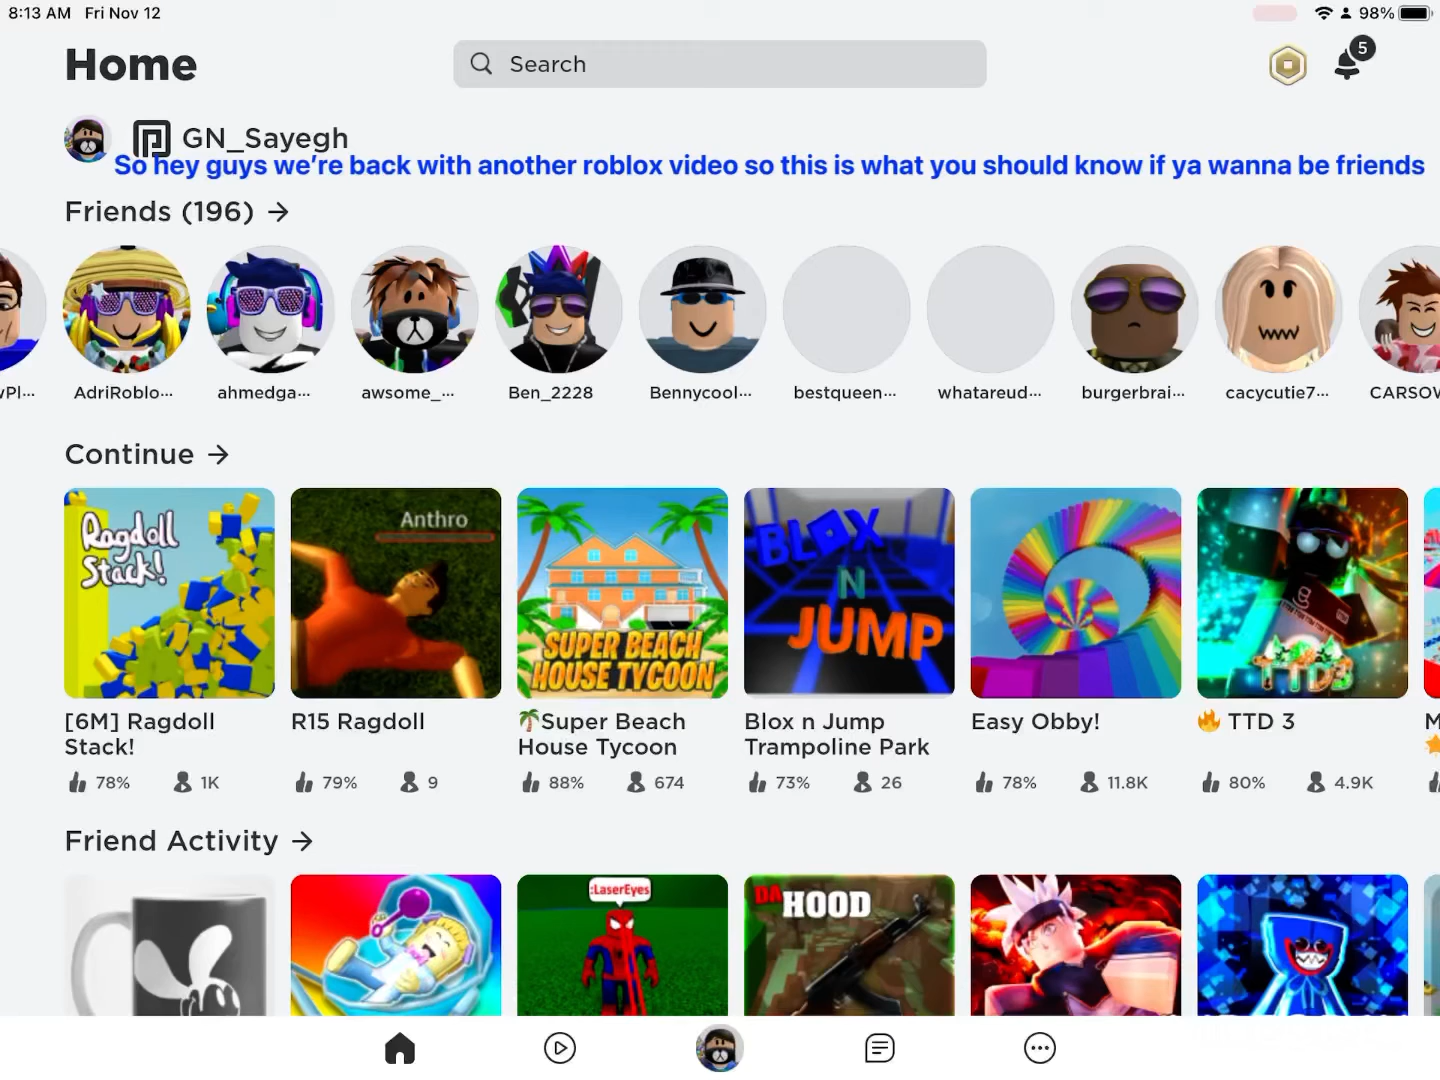 8:13 AM Fri Nov 12
98%
Home
Search
5
GN_Sayegh
So hey guys we’re back with another roblox video so this is what you should know if ya wanna be friends
Friends (196) →
vPl...
AdriRoblo...
ahmedga...
awsome_...
Ben_2228
Bennycool...
bestqueen...
whatareud...
burgerbrai...
cacycutie7...
CARSOV
Continue →
Ragdoll
Stack!
Anthro
SUPER BEACH
HOUSE TYCOON
BLOX
N
JUMP
TTD3
[6M] Ragdoll
Stack!
R15 Ragdoll
🌴Super Beach
House Tycoon
Blox n Jump
Trampoline Park
Easy Obby!
🔥 TTD 3
78% 1K
79% 9
88% 674
73% 26
78% 11.8K
80% 4.9K
Friend Activity →
:LaserEyes
DA HOOD